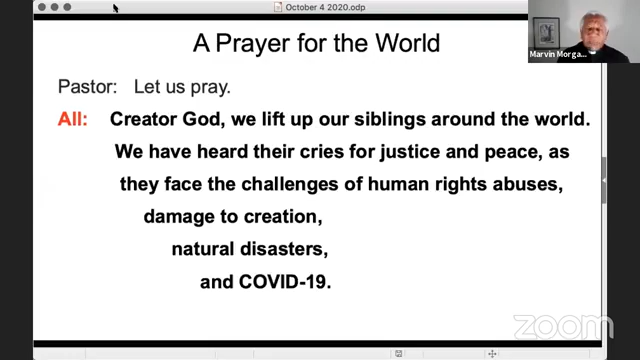 October 4 2020.odp
A Prayer for the World
Marvin Morga...
Pastor: Let us pray.
All: Creator God, we lift up our siblings around the world.
We have heard their cries for justice and peace, as
they face the challenges of human rights abuses,
damage to creation,
natural disasters,
and COVID-19.
zoom